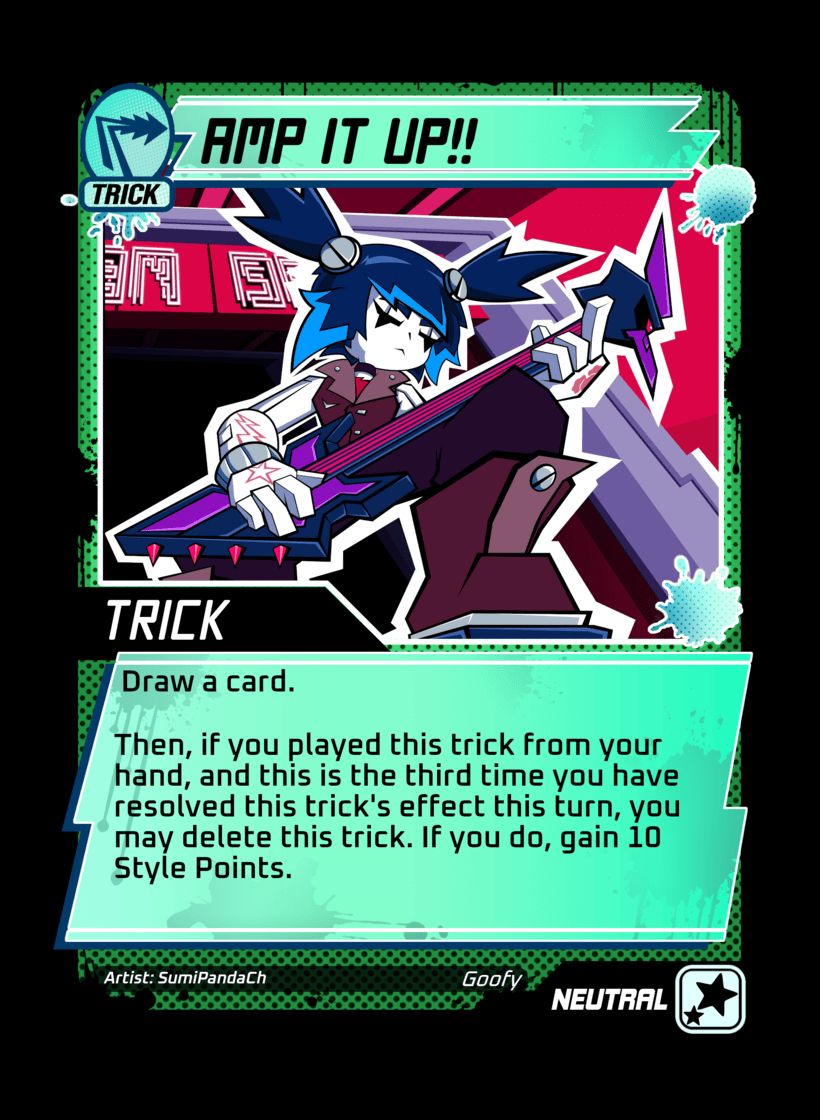 AMP IT UP!!
TRICK
TRICK
Draw a card.
Then, if you played this trick from your
hand, and this is the third time you have
resolved this trick's effect this turn, you
may delete this trick. If you do, gain 10
Style Points.
Artist: SumiPandaCh
Goofy
NEUTRAL